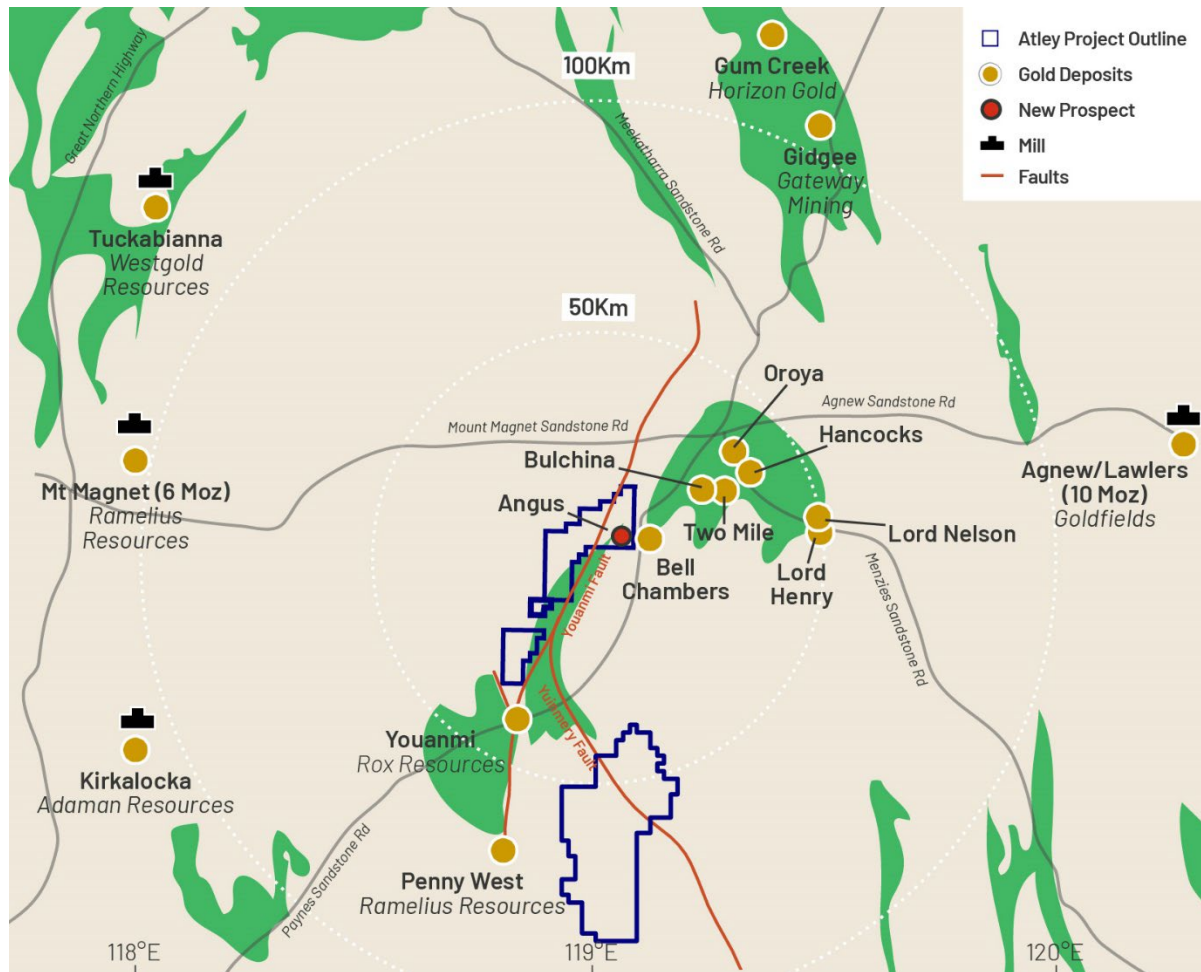 Atley Project Outline
Gold Deposits
New Prospect
Mill
Faults
100Km
Gum Creek
Horizon Gold
Great Northern Highway
Meekatharra Sandstone Rd
Gidgee
Gateway
Mining
Tuckabianna
Westgold
Resources
50Km
Oroya
Agnew Sandstone Rd
Mount Magnet Sandstone Rd
Hancocks
Bulchina
Mt Magnet (6 Moz)
Ramelius
Resources
Agnew/Lawlers
(10 Moz)
Goldfields
Angus
Two Mile
Lord Nelson
Bell
Chambers
Lord
Henry
Youanmi Fault
Menzies Sandstone Rd
Yuinmery Fault
Youanmi
Rox Resources
Kirkalocka
Adaman Resources
Paynes Sandstone Rd
Penny West
Ramelius Resources
118°E
119°E
120°E